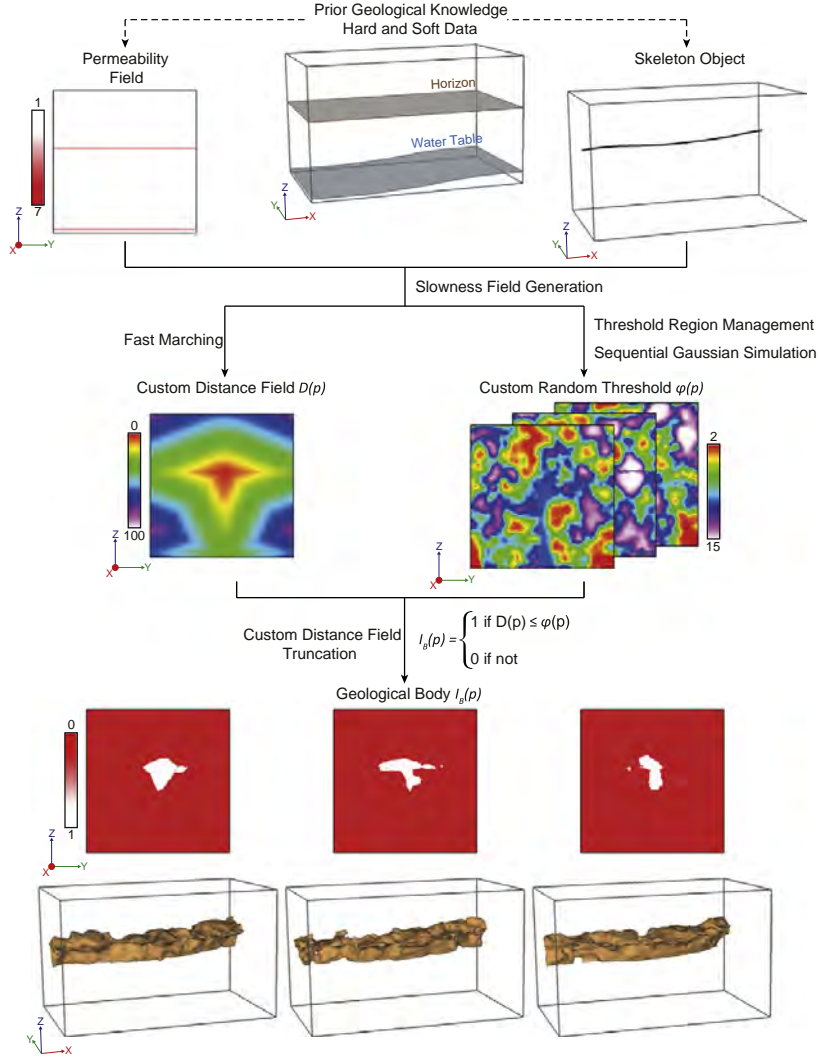 Prior Geological Knowledge
Hard and Soft Data
Permeability
Field
Skeleton Object
Horizon
Water Table
1
7
Z
X
Y
Z
Y
X
Z
Y
X
Slowness Field Generation
Fast Marching
Threshold Region Management
Sequential Gaussian Simulation
Custom Distance Field D(p)
Custom Random Threshold φ(p)
0
100
Z
X
Y
2
15
Z
X
Y
Custom Distance Field
Truncation
I_B(p) = { 1 if D(p) ≤ φ(p)
0 if not
Geological Body I_B(p)
0
1
Z
X
Y
Z
Y
X